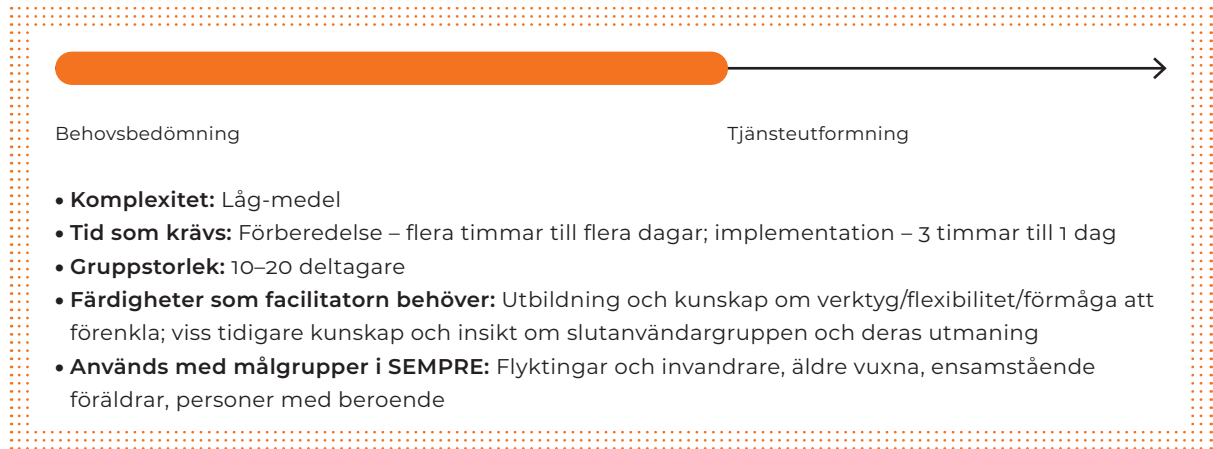 Behovsbedömning
Tjänsteutformning
• Komplexitet: Låg-medel
• Tid som krävs: Förberedelse – flera timmar till flera dagar; implementation – 3 timmar till 1 dag
• Gruppstorlek: 10–20 deltagare
• Färdigheter som facilitatorn behöver: Utbildning och kunskap om verktyg/flexibilitet/förmåga att
förenkla; viss tidigare kunskap och insikt om slutanvändargruppen och deras utmaning
• Används med målgrupper i SEMPRE: Flyktingar och invandrare, äldre vuxna, ensamstående
föräldrar, personer med beroende